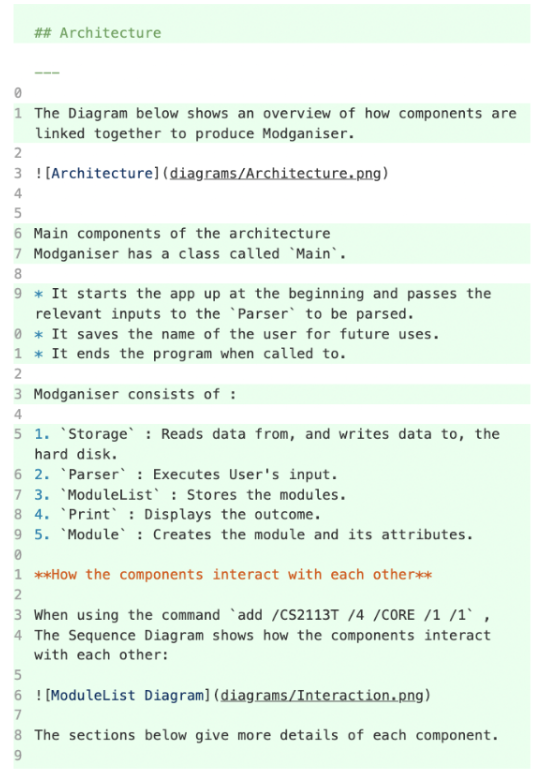 ## Architecture
---
0
1 The Diagram below shows an overview of how components are
linked together to produce Modganiser.
2
3 ![Architecture](diagrams/Architecture.png)
4
5
6 Main components of the architecture
7 Modganiser has a class called `Main`.
8
9 * It starts the app up at the beginning and passes the
relevant inputs to the `Parser` to be parsed.
0 * It saves the name of the user for future uses.
1 * It ends the program when called to.
2
3 Modganiser consists of :
4
5 1. `Storage` : Reads data from, and writes data to, the
hard disk.
6 2. `Parser` : Executes User's input.
7 3. `ModuleList` : Stores the modules.
8 4. `Print` : Displays the outcome.
9 5. `Module` : Creates the module and its attributes.
0
1 **How the components interact with each other**
2
3 When using the command `add /CS2113T /4 /CORE /1 /1` ,
4 The Sequence Diagram shows how the components interact
with each other:
5
6 ![ModuleList Diagram](diagrams/Interaction.png)
7
8 The sections below give more details of each component.
9